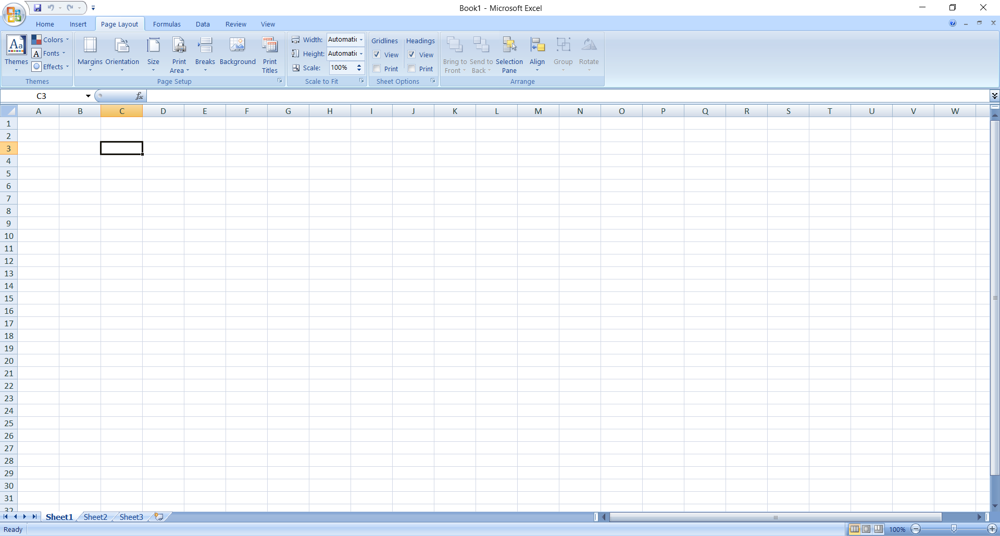 Book1 - Microsoft Excel
Home Insert Page Layout Formulas Data Review View
Aa Themes Colors Fonts Effects
Themes
Margins Orientation Size Print Area Breaks Background Print Titles
Page Setup
Width: Automatic
Height: Automatic
Scale: 100%
Scale to Fit
Gridlines Headings
View View
Print Print
Sheet Options
Bring to Front Send to Back Selection Pane Align Group Rotate
Arrange
C3 fx
A B C D E F G H I J K L M N O P Q R S T U V W
1
2
3
4
5
6
7
8
9
10
11
12
13
14
15
16
17
18
19
20
21
22
23
24
25
26
27
28
29
30
31
32
Sheet1 Sheet2 Sheet3
Ready 100%